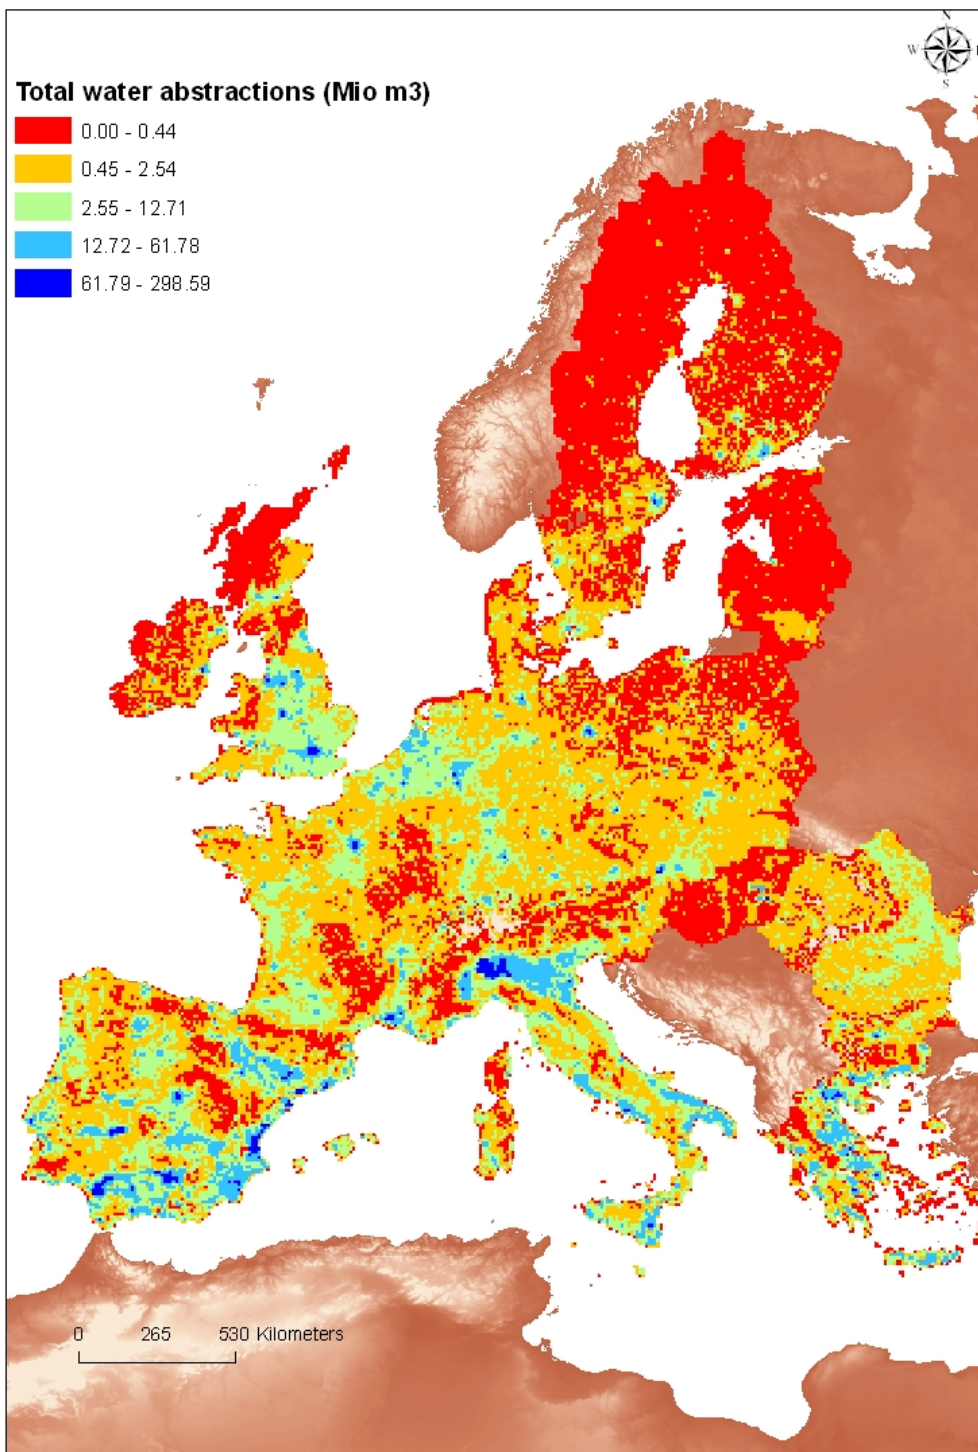 N
W
S
Total water abstractions (Mio m3)
0.00 - 0.44
0.45 - 2.54
2.55 - 12.71
12.72 - 61.78
61.79 - 298.59
0 265 530 Kilometers